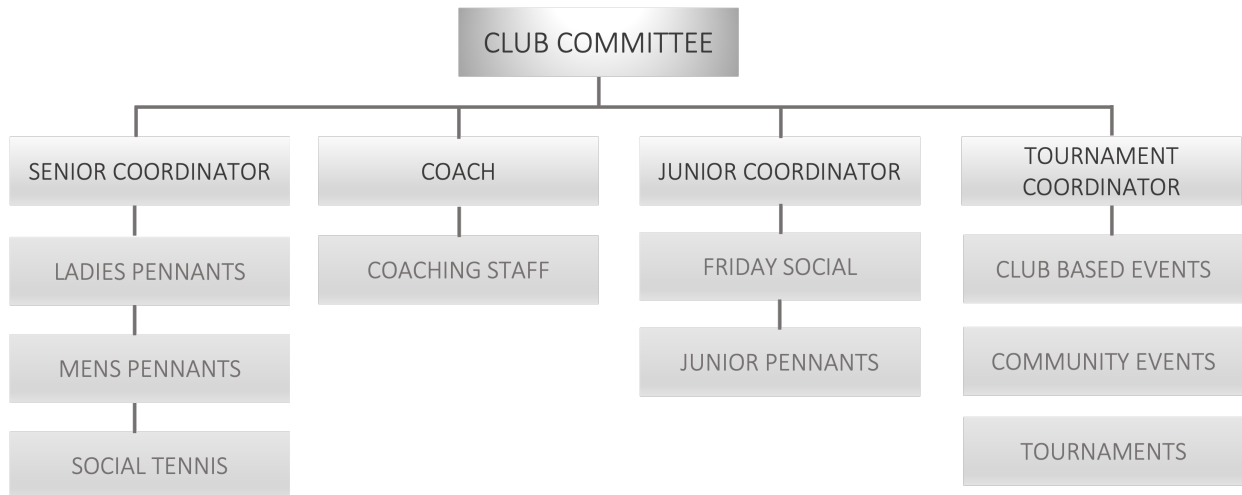 CLUB COMMITTEE
SENIOR COORDINATOR
COACH
JUNIOR COORDINATOR
TOURNAMENT
COORDINATOR
LADIES PENNANTS
COACHING STAFF
FRIDAY SOCIAL
CLUB BASED EVENTS
MENS PENNANTS
JUNIOR PENNANTS
COMMUNITY EVENTS
SOCIAL TENNIS
TOURNAMENTS